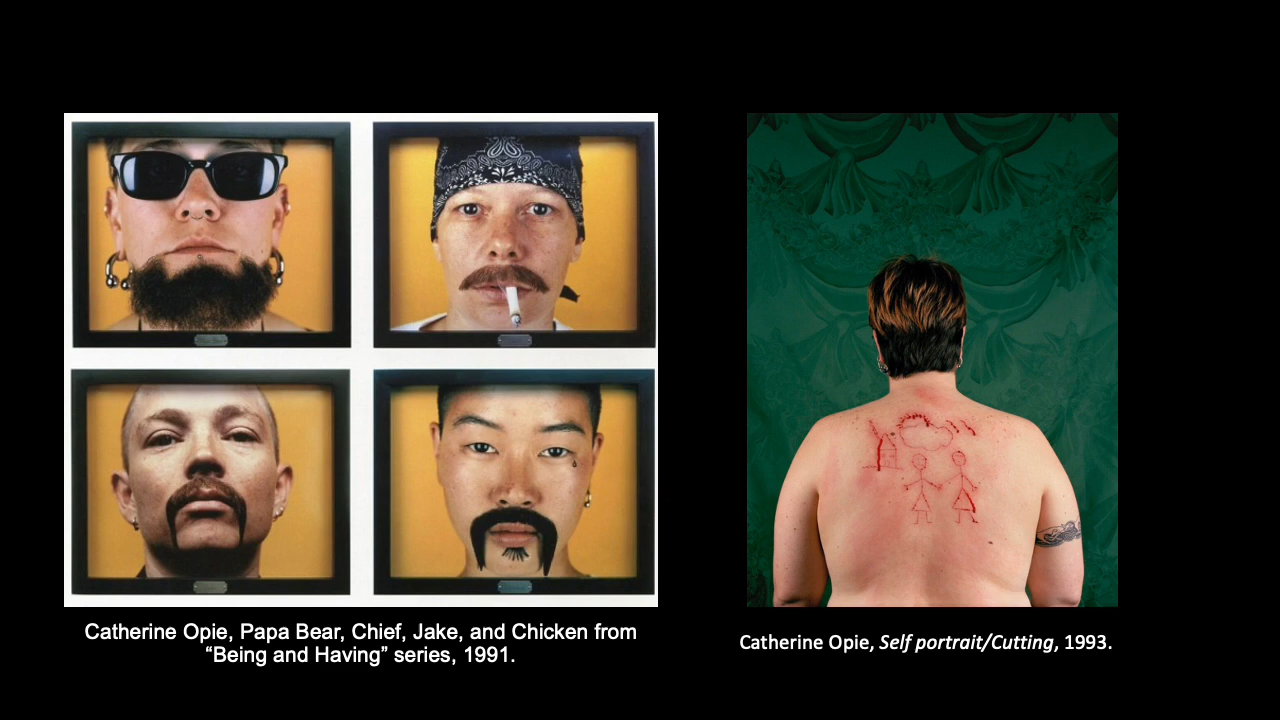 Catherine Opie, Papa Bear, Chief, Jake, and Chicken from
“Being and Having” series, 1991.
Catherine Opie, Self portrait/Cutting, 1993.